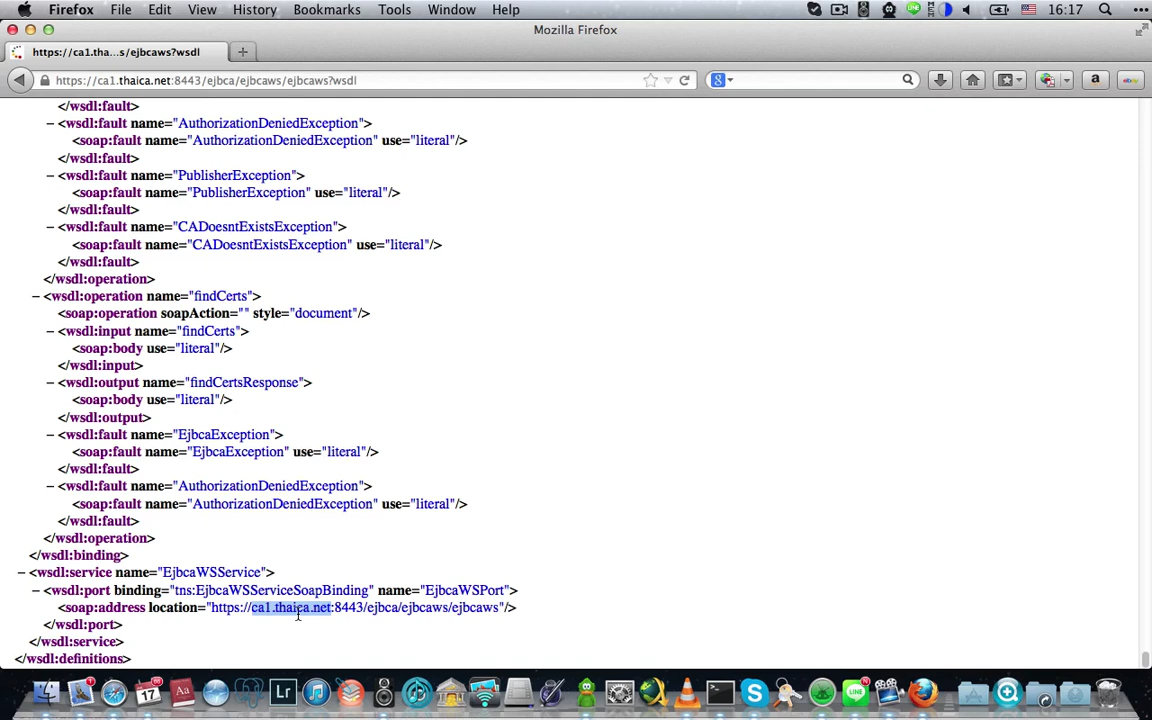 Firefox File Edit View History Bookmarks Tools Window Help 16:17
Mozilla Firefox
https://ca1.tha...s/ejbcaws?wsdl
https://ca1.thaica.net:8443/ejbca/ejbcaws/ejbcaws?wsdl
</wsdl:fault>
– <wsdl:fault name="AuthorizationDeniedException">
<soap:fault name="AuthorizationDeniedException" use="literal"/>
</wsdl:fault>
– <wsdl:fault name="PublisherException">
<soap:fault name="PublisherException" use="literal"/>
</wsdl:fault>
– <wsdl:fault name="CADoesntExistsException">
<soap:fault name="CADoesntExistsException" use="literal"/>
</wsdl:fault>
</wsdl:operation>
– <wsdl:operation name="findCerts">
<soap:operation soapAction="" style="document"/>
– <wsdl:input name="findCerts">
<soap:body use="literal"/>
</wsdl:input>
– <wsdl:output name="findCertsResponse">
<soap:body use="literal"/>
</wsdl:output>
– <wsdl:fault name="EjbcaException">
<soap:fault name="EjbcaException" use="literal"/>
</wsdl:fault>
– <wsdl:fault name="AuthorizationDeniedException">
<soap:fault name="AuthorizationDeniedException" use="literal"/>
</wsdl:fault>
</wsdl:operation>
</wsdl:binding>
– <wsdl:service name="EjbcaWSService">
– <wsdl:port binding="tns:EjbcaWSServiceSoapBinding" name="EjbcaWSPort">
<soap:address location="https://ca1.thaica.net:8443/ejbca/ejbcaws/ejbcaws"/>
</wsdl:port>
</wsdl:service>
</wsdl:definitions>
17 Aa Lr LINE